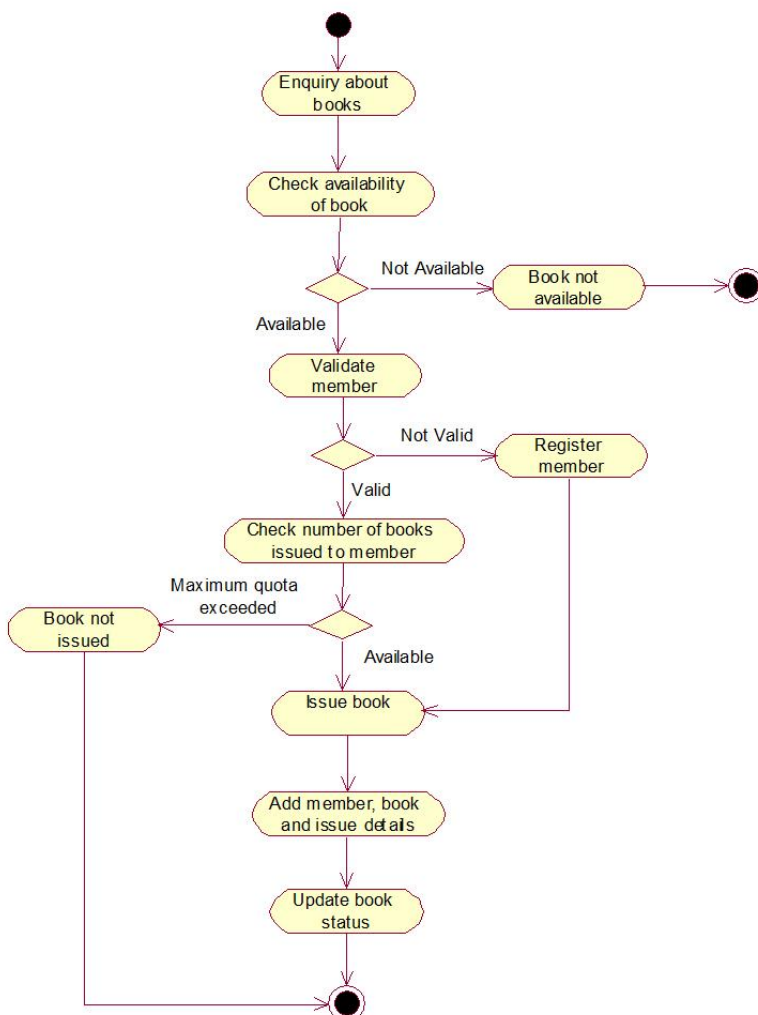 Enquiry about
books
Check availability
of book
Not Available
Book not
available
Available
Validate
member
Not Valid
Register
member
Valid
Check number of books
issued to member
Maximum quota
exceeded
Book not
issued
Available
Issue book
Add member, book
and issue details
Update book
status